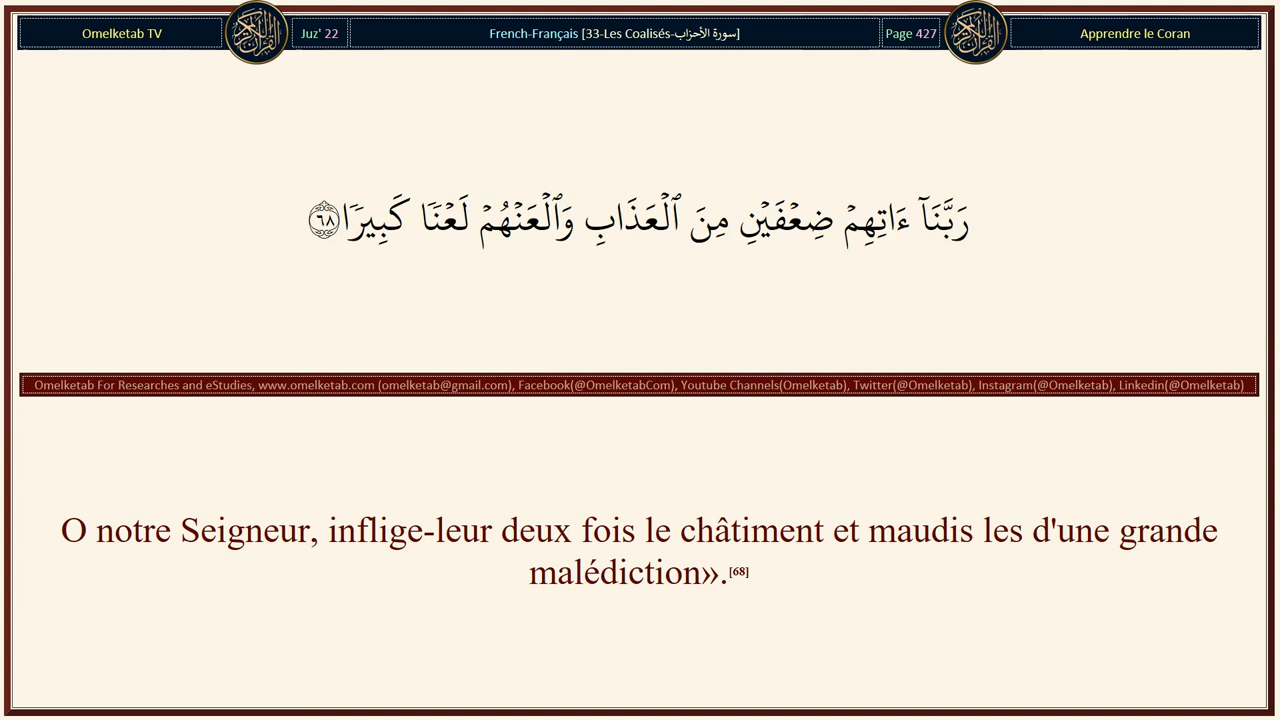 Omelketab TV
Juz' 22
French-Français [33-Les Coalisés-سورة الأحزاب]
Page 427
Apprendre le Coran
رَبَّنَآ ءَاتِهِمۡ ضِعۡفَيۡنِ مِنَ ٱلۡعَذَابِ وَٱلۡعَنۡهُمۡ لَعۡنٗا كَبِيرٗا ٦٨
Omelketab For Researches and eStudies, www.omelketab.com (omelketab@gmail.com), Facebook(@OmelketabCom), Youtube Channels(Omelketab), Twitter(@Omelketab), Instagram(@Omelketab), Linkedin(@Omelketab)
O notre Seigneur, inflige-leur deux fois le châtiment et maudis les d'une grande
malédiction».[68]